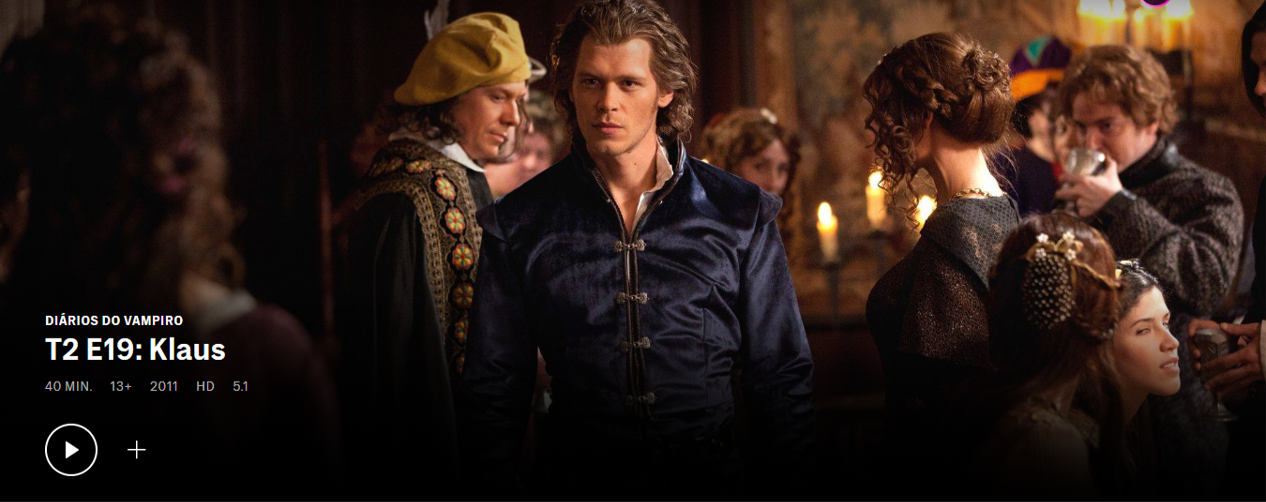 DIÁRIOS DO VAMPIRO
T2 E19: Klaus
40 MIN. 13+ 2011 HD 5.1